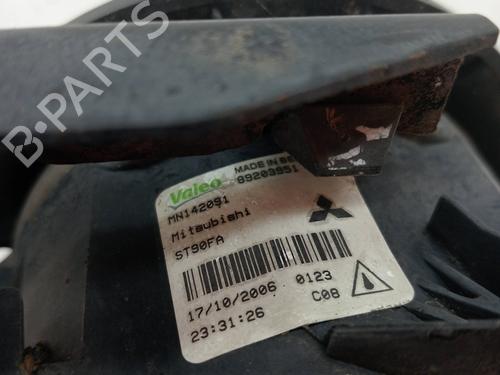 B-PARTS
Valeo
MADE IN
89203951
MN142091
Mitsubishi
ST90FA
17/10/2006 0123
23:31:26 C08